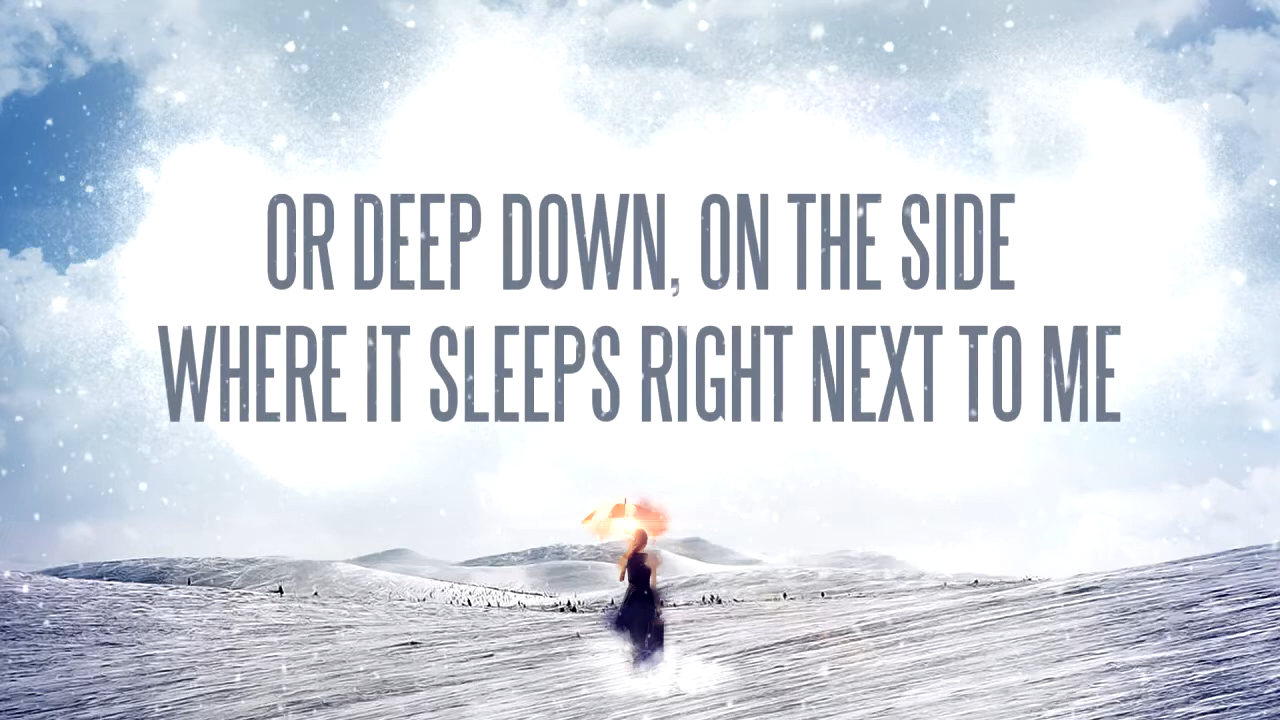 OR DEEP DOWN, ON THE SIDE
WHERE IT SLEEPS RIGHT NEXT TO ME